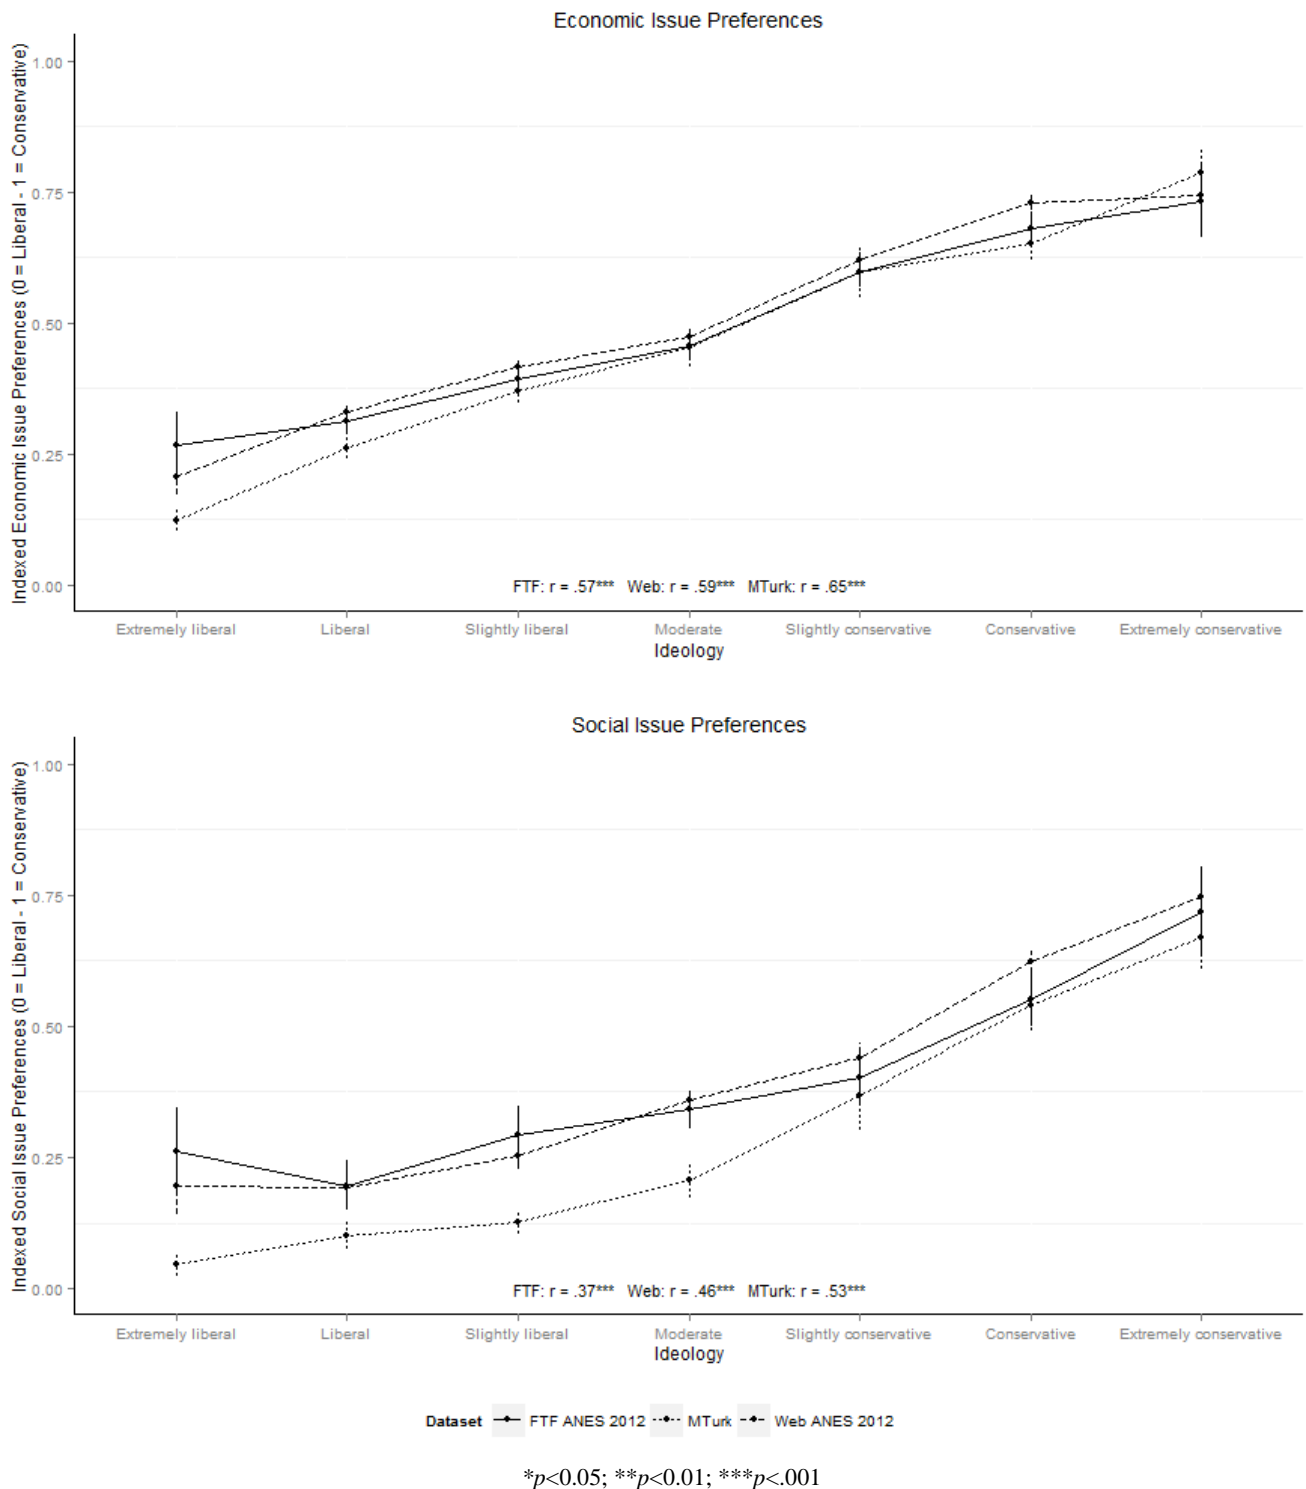 Economic Issue Preferences
Indexed Economic Issue Preferences (0 = Liberal - 1 = Conservative)
1.00
0.75
0.50
0.25
0.00
FTF: r = .57*** Web: r = .59*** MTurk: r = .65***
Extremely liberal Liberal Slightly liberal Moderate Slightly conservative Conservative Extremely conservative
Ideology
Social Issue Preferences
Indexed Social Issue Preferences (0 = Liberal - 1 = Conservative)
1.00
0.75
0.50
0.25
0.00
FTF: r = .37*** Web: r = .46*** MTurk: r = .53***
Extremely liberal Liberal Slightly liberal Moderate Slightly conservative Conservative Extremely conservative
Ideology
Dataset FTF ANES 2012 MTurk Web ANES 2012
*p<0.05; **p<0.01; ***p<.001